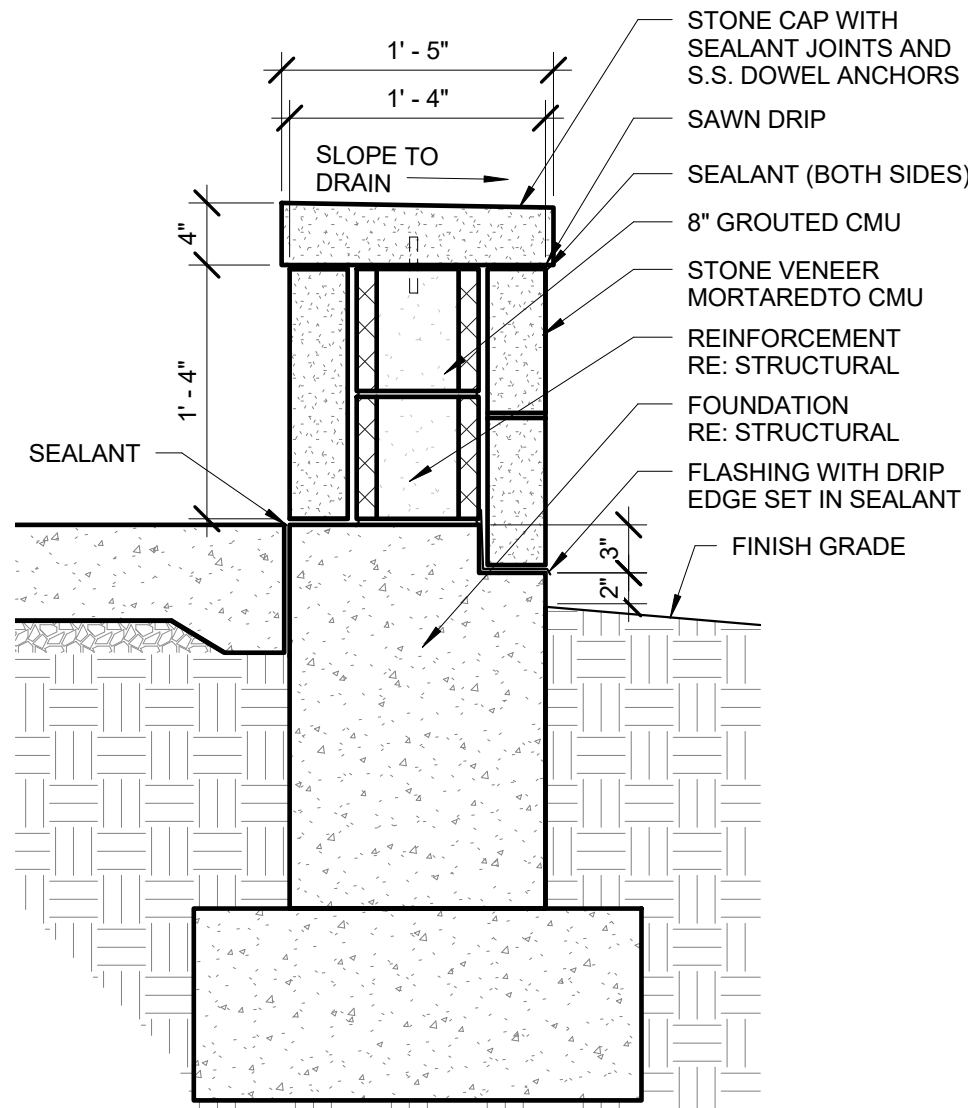 1' - 5"
1' - 4"
SLOPE TO
DRAIN
4"
1' - 4"
SEALANT
STONE CAP WITH
SEALANT JOINTS AND
S.S. DOWEL ANCHORS
SAWN DRIP
SEALANT (BOTH SIDES)
8" GROUTED CMU
STONE VENEER
MORTAREDTO CMU
REINFORCEMENT
RE: STRUCTURAL
FOUNDATION
RE: STRUCTURAL
FLASHING WITH DRIP
EDGE SET IN SEALANT
3"
2"
FINISH GRADE